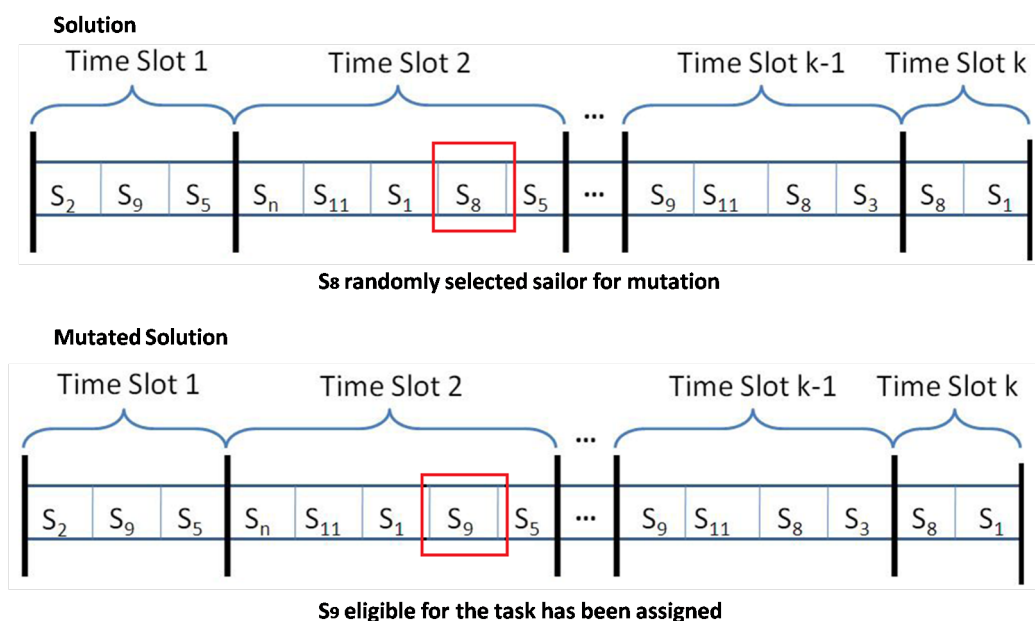 Solution
Time Slot 1 Time Slot 2 ... Time Slot k-1 Time Slot k
S2 S9 S5 Sn S11 S1 S8 S5 ... S9 S11 S8 S3 S8 S1
S8 randomly selected sailor for mutation
Mutated Solution
Time Slot 1 Time Slot 2 ... Time Slot k-1 Time Slot k
S2 S9 S5 Sn S11 S1 S9 S5 ... S9 S11 S8 S3 S8 S1
S9 eligible for the task has been assigned